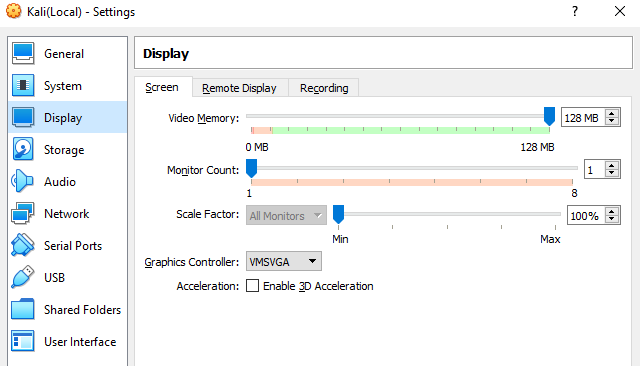 Kali(Local) - Settings
? ×
General
System
Display
Storage
Audio
Network
Serial Ports
USB
Shared Folders
User Interface
Display
Screen Remote Display Recording
Video Memory: 128 MB
0 MB 128 MB
Monitor Count: 1
1 8
Scale Factor: All Monitors 100%
Min Max
Graphics Controller: VMSVGA
Acceleration: Enable 3D Acceleration